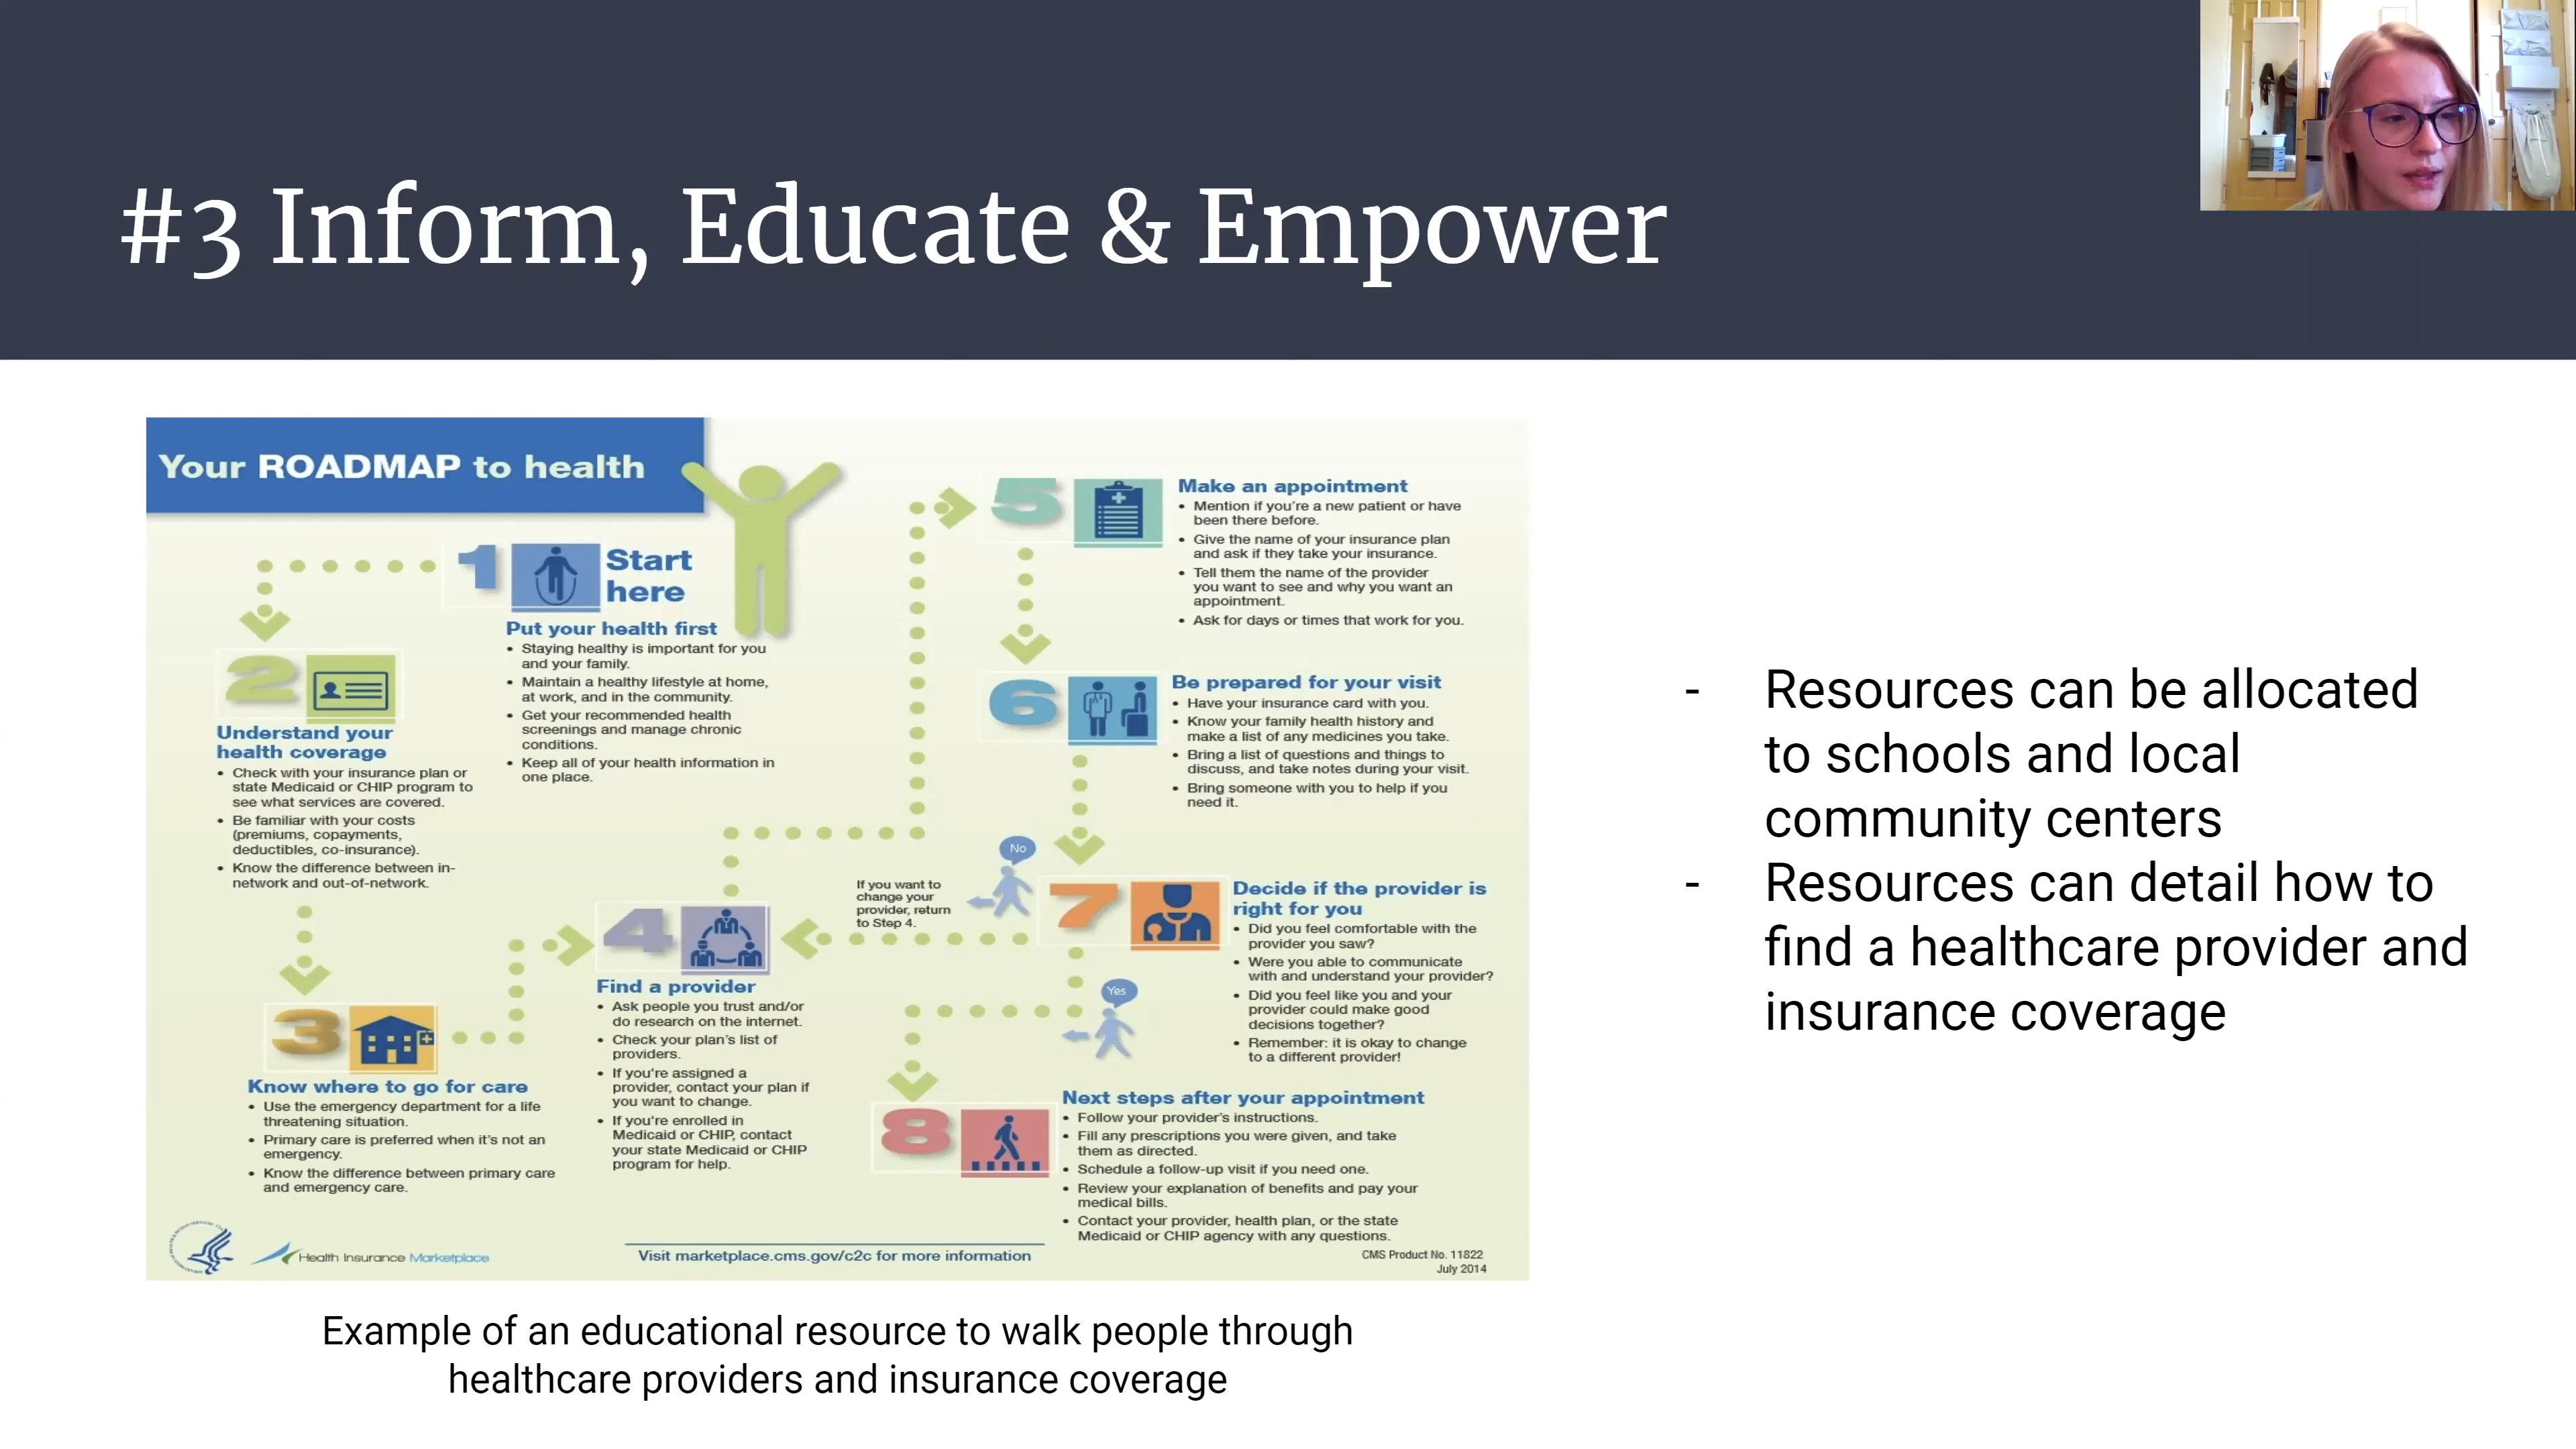 #3 Inform, Educate & Empower
Your ROADMAP to health
1
Start
here
Put your health first
• Staying healthy is important for you
and your family.
• Maintain a healthy lifestyle at home,
at work, and in the community.
• Get your recommended health
screenings and manage chronic
conditions.
• Keep all of your health information in
one place.
2
Understand your
health coverage
• Check with your insurance plan or
state Medicaid or CHIP program to
see what services are covered.
• Be familiar with your costs
(premiums, copayments,
deductibles, co-insurance).
• Know the difference between in-
network and out-of-network.
3
Know where to go for care
• Use the emergency department for a life
threatening situation.
• Primary care is preferred when it's not an
emergency.
• Know the difference between primary care
and emergency care.
4
Find a provider
• Ask people you trust and/or
do research on the internet.
• Check your plan's list of
providers.
• If you're assigned a
provider, contact your plan if
you want to change.
• If you're enrolled in
Medicaid or CHIP, contact
your state Medicaid or CHIP
program for help.
5
Make an appointment
• Mention if you're a new patient or have
been there before.
• Give the name of your insurance plan
and ask if they take your insurance.
• Tell them the name of the provider
you want to see and why you want an
appointment.
• Ask for days or times that work for you.
6
Be prepared for your visit
• Have your insurance card with you.
• Know your family health history and
make a list of any medicines you take.
• Bring a list of questions and things to
discuss, and take notes during your visit.
• Bring someone with you to help if you
need it.
7
Decide if the provider is
right for you
• Did you feel comfortable with the
provider you saw?
• Were you able to communicate
with and understand your provider?
• Did you feel like you and your
provider could make good
decisions together?
• Remember: it is okay to change
to a different provider!
No
If you want to
change your
provider, return
to Step 4.
Yes
8
Next steps after your appointment
• Follow your provider's instructions.
• Fill any prescriptions you were given, and take
them as directed.
• Schedule a follow-up visit if you need one.
• Review your explanation of benefits and pay your
medical bills.
• Contact your provider, health plan, or the state
Medicaid or CHIP agency with any questions.
Health Insurance Marketplace
Visit marketplace.cms.gov/c2c for more information
CMS Product No. 11822
July 2014
Example of an educational resource to walk people through
healthcare providers and insurance coverage
- Resources can be allocated
to schools and local
community centers
- Resources can detail how to
find a healthcare provider and
insurance coverage